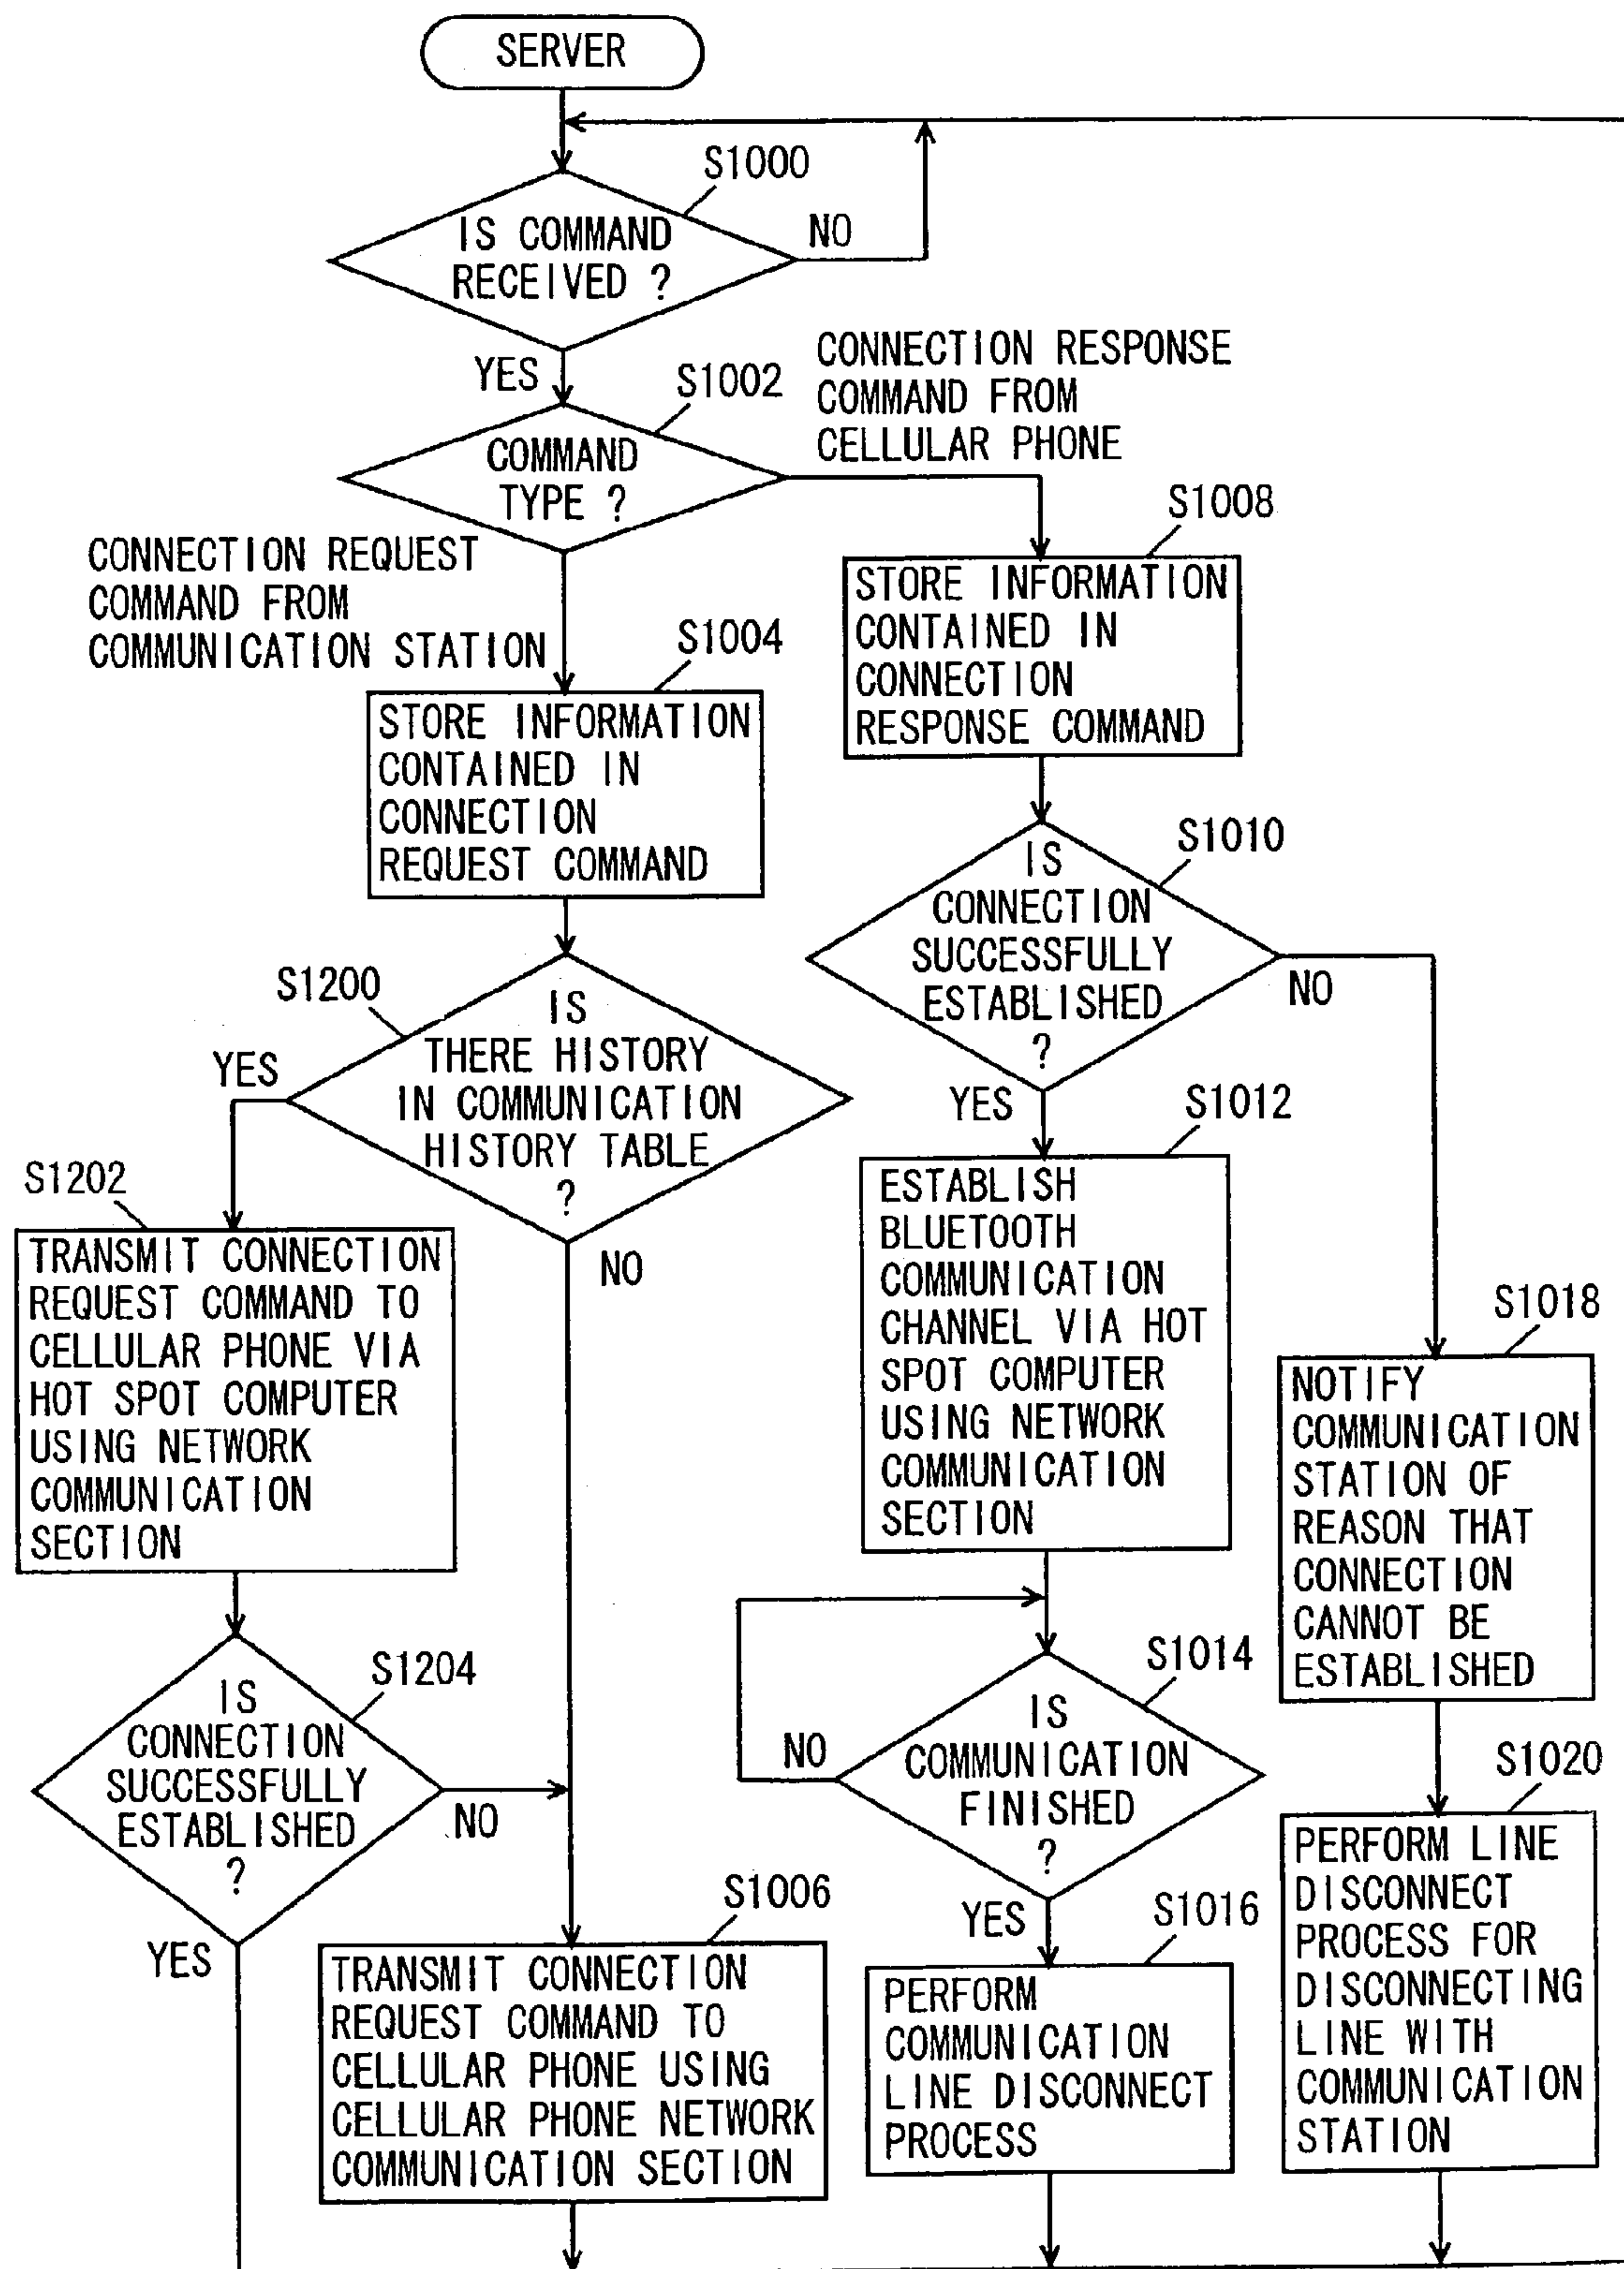 SERVER
S1000
IS COMMAND
RECEIVED ?
NO
YES
S1002
COMMAND
TYPE ?
CONNECTION RESPONSE
COMMAND FROM
CELLULAR PHONE
CONNECTION REQUEST
COMMAND FROM
COMMUNICATION STATION
S1004
STORE INFORMATION
CONTAINED IN
CONNECTION
REQUEST COMMAND
S1008
STORE INFORMATION
CONTAINED IN
CONNECTION
RESPONSE COMMAND
S1200
IS
THERE HISTORY
IN COMMUNICATION
HISTORY TABLE
?
YES
NO
S1010
IS
CONNECTION
SUCCESSFULLY
ESTABLISHED
?
NO
YES
S1202
TRANSMIT CONNECTION
REQUEST COMMAND TO
CELLULAR PHONE VIA
HOT SPOT COMPUTER
USING NETWORK
COMMUNICATION
SECTION
S1012
ESTABLISH
BLUETOOTH
COMMUNICATION
CHANNEL VIA HOT
SPOT COMPUTER
USING NETWORK
COMMUNICATION
SECTION
S1018
NOTIFY
COMMUNICATION
STATION OF
REASON THAT
CONNECTION
CANNOT BE
ESTABLISHED
S1204
IS
CONNECTION
SUCCESSFULLY
ESTABLISHED
?
NO
YES
S1014
IS
COMMUNICATION
FINISHED
?
NO
YES
S1020
PERFORM LINE
DISCONNECT
PROCESS FOR
DISCONNECTING
LINE WITH
COMMUNICATION
STATION
S1006
TRANSMIT CONNECTION
REQUEST COMMAND TO
CELLULAR PHONE USING
CELLULAR PHONE NETWORK
COMMUNICATION SECTION
S1016
PERFORM
COMMUNICATION
LINE DISCONNECT
PROCESS